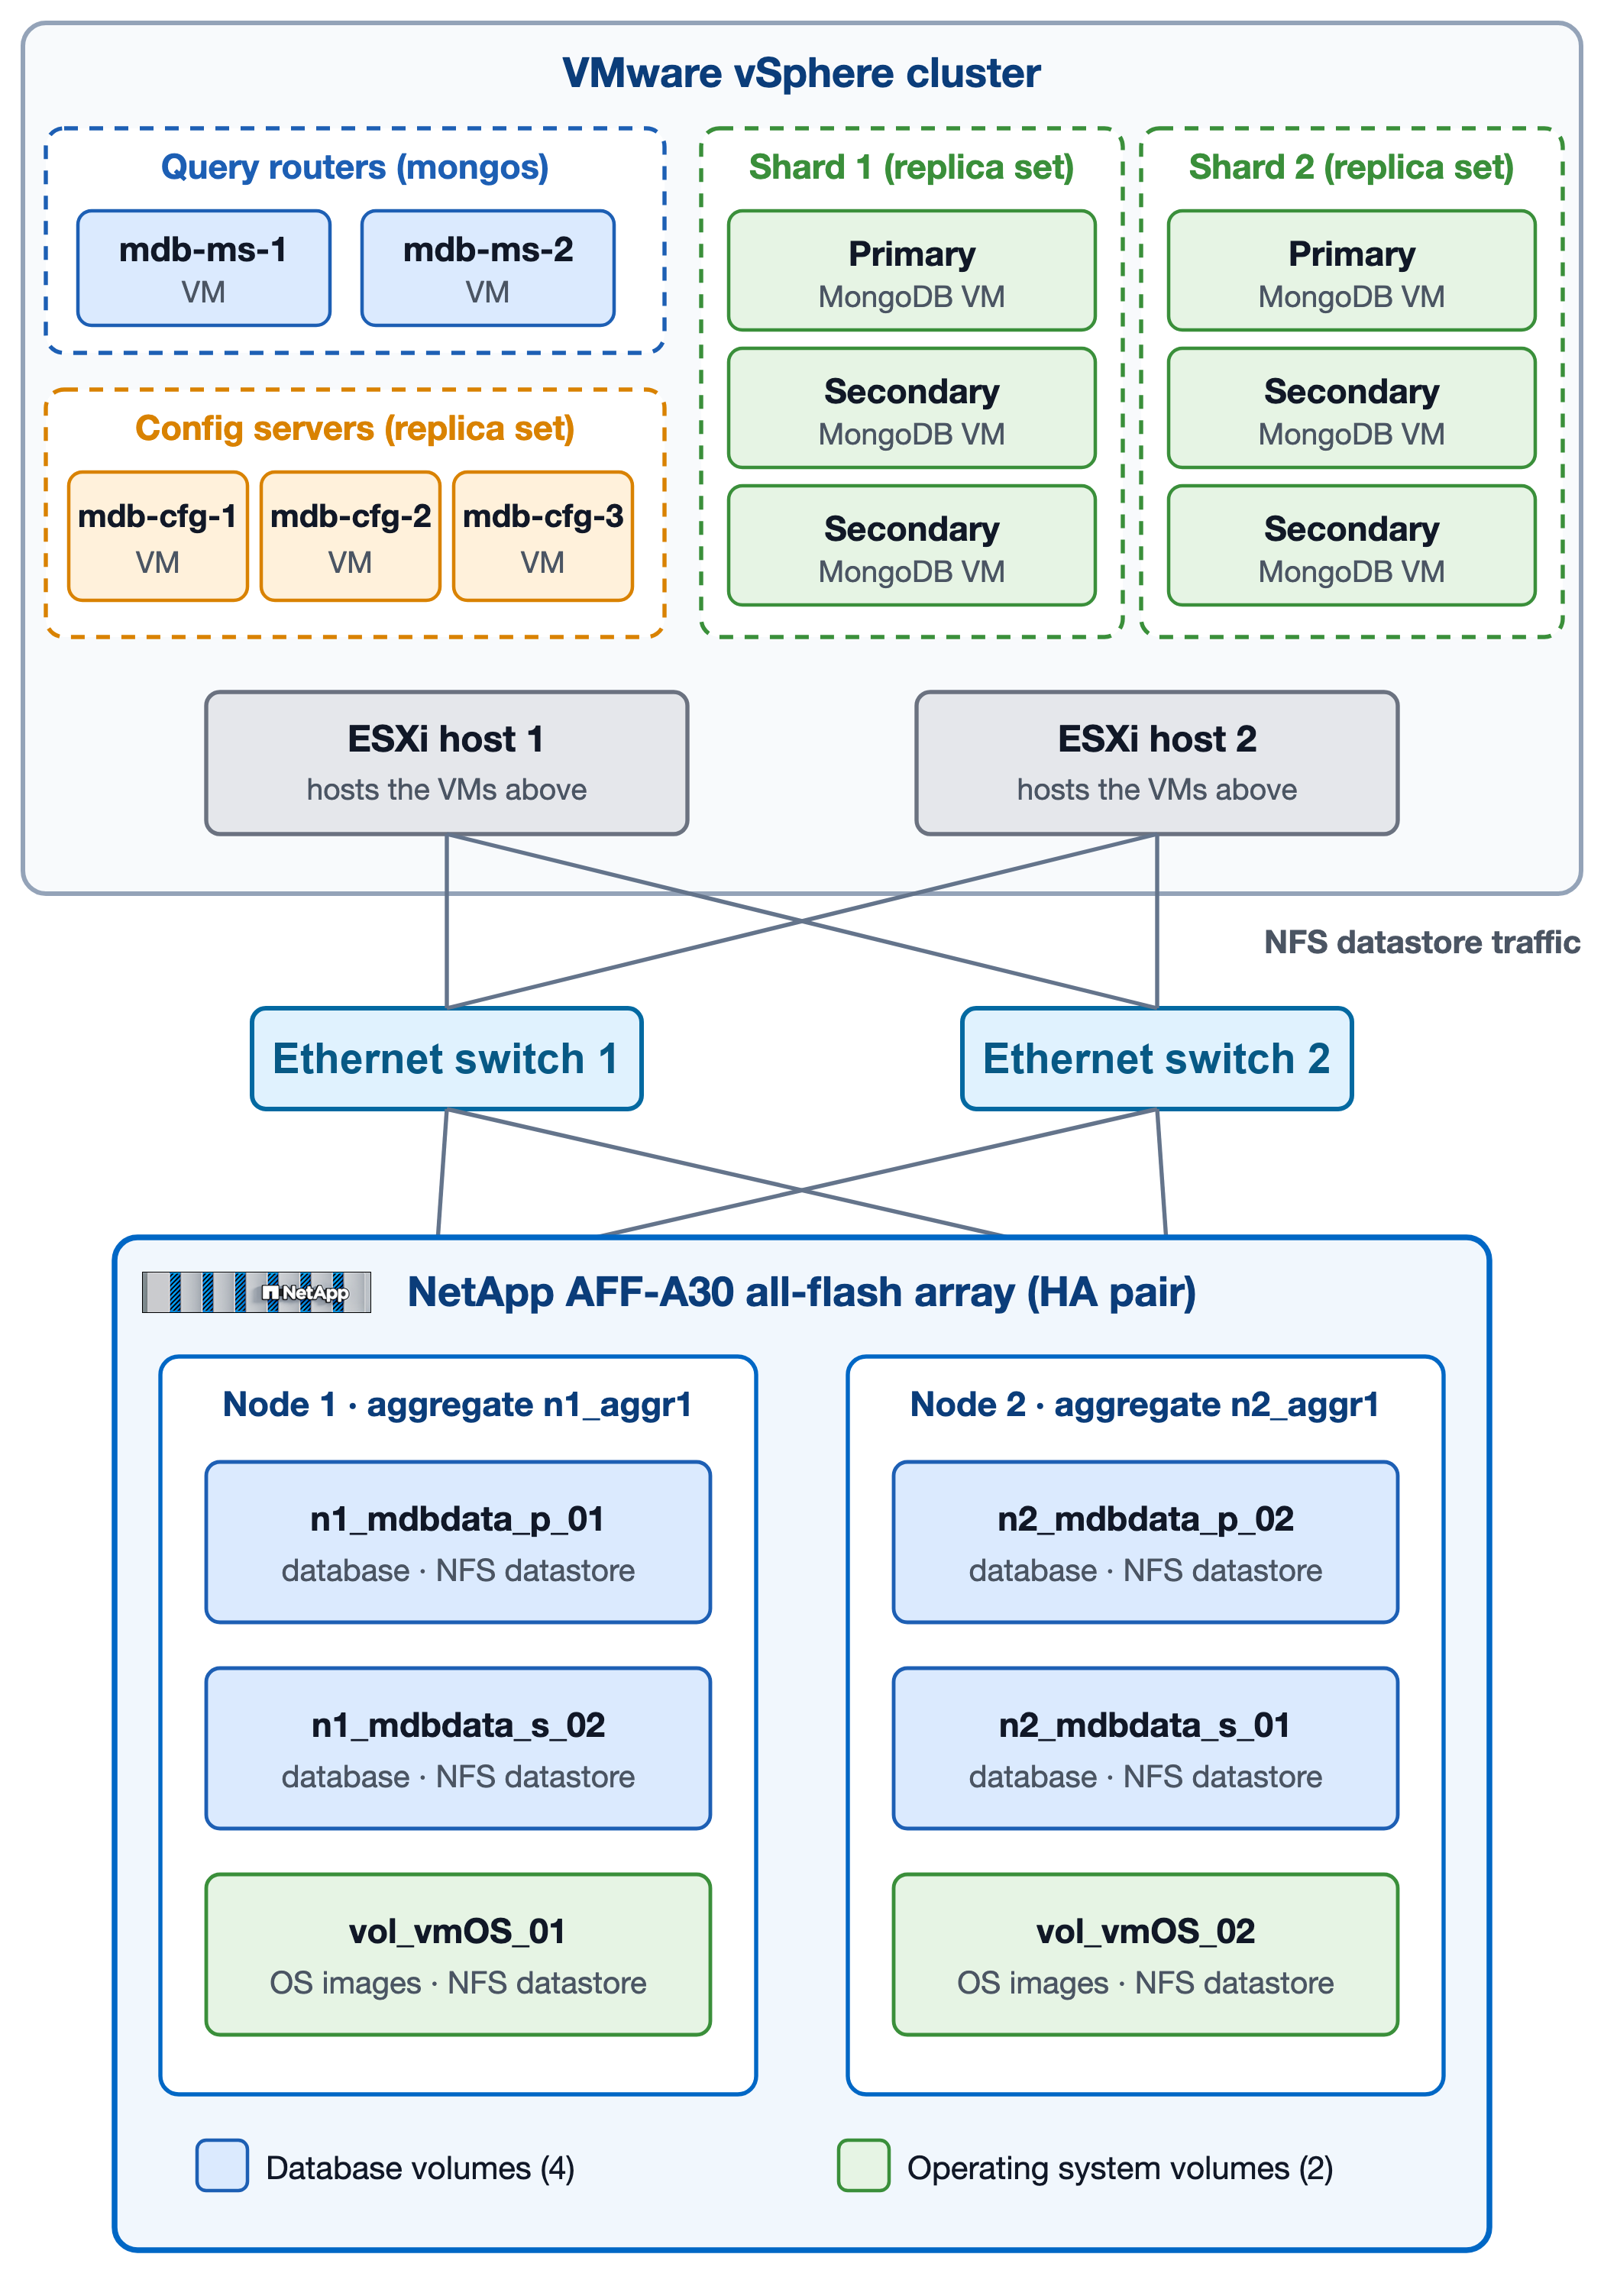 VMware vSphere cluster
Query routers (mongos)
mdb-ms-1
VM
mdb-ms-2
VM
Config servers (replica set)
mdb-cfg-1
VM
mdb-cfg-2
VM
mdb-cfg-3
VM
Shard 1 (replica set)
Primary
MongoDB VM
Secondary
MongoDB VM
Secondary
MongoDB VM
Shard 2 (replica set)
Primary
MongoDB VM
Secondary
MongoDB VM
Secondary
MongoDB VM
ESXi host 1
hosts the VMs above
ESXi host 2
hosts the VMs above
NFS datastore traffic
Ethernet switch 1
Ethernet switch 2
NetApp
NetApp AFF-A30 all-flash array (HA pair)
Node 1 · aggregate n1_aggr1
n1_mdbdata_p_01
database · NFS datastore
n1_mdbdata_s_02
database · NFS datastore
vol_vmOS_01
OS images · NFS datastore
Node 2 · aggregate n2_aggr1
n2_mdbdata_p_02
database · NFS datastore
n2_mdbdata_s_01
database · NFS datastore
vol_vmOS_02
OS images · NFS datastore
Database volumes (4)
Operating system volumes (2)